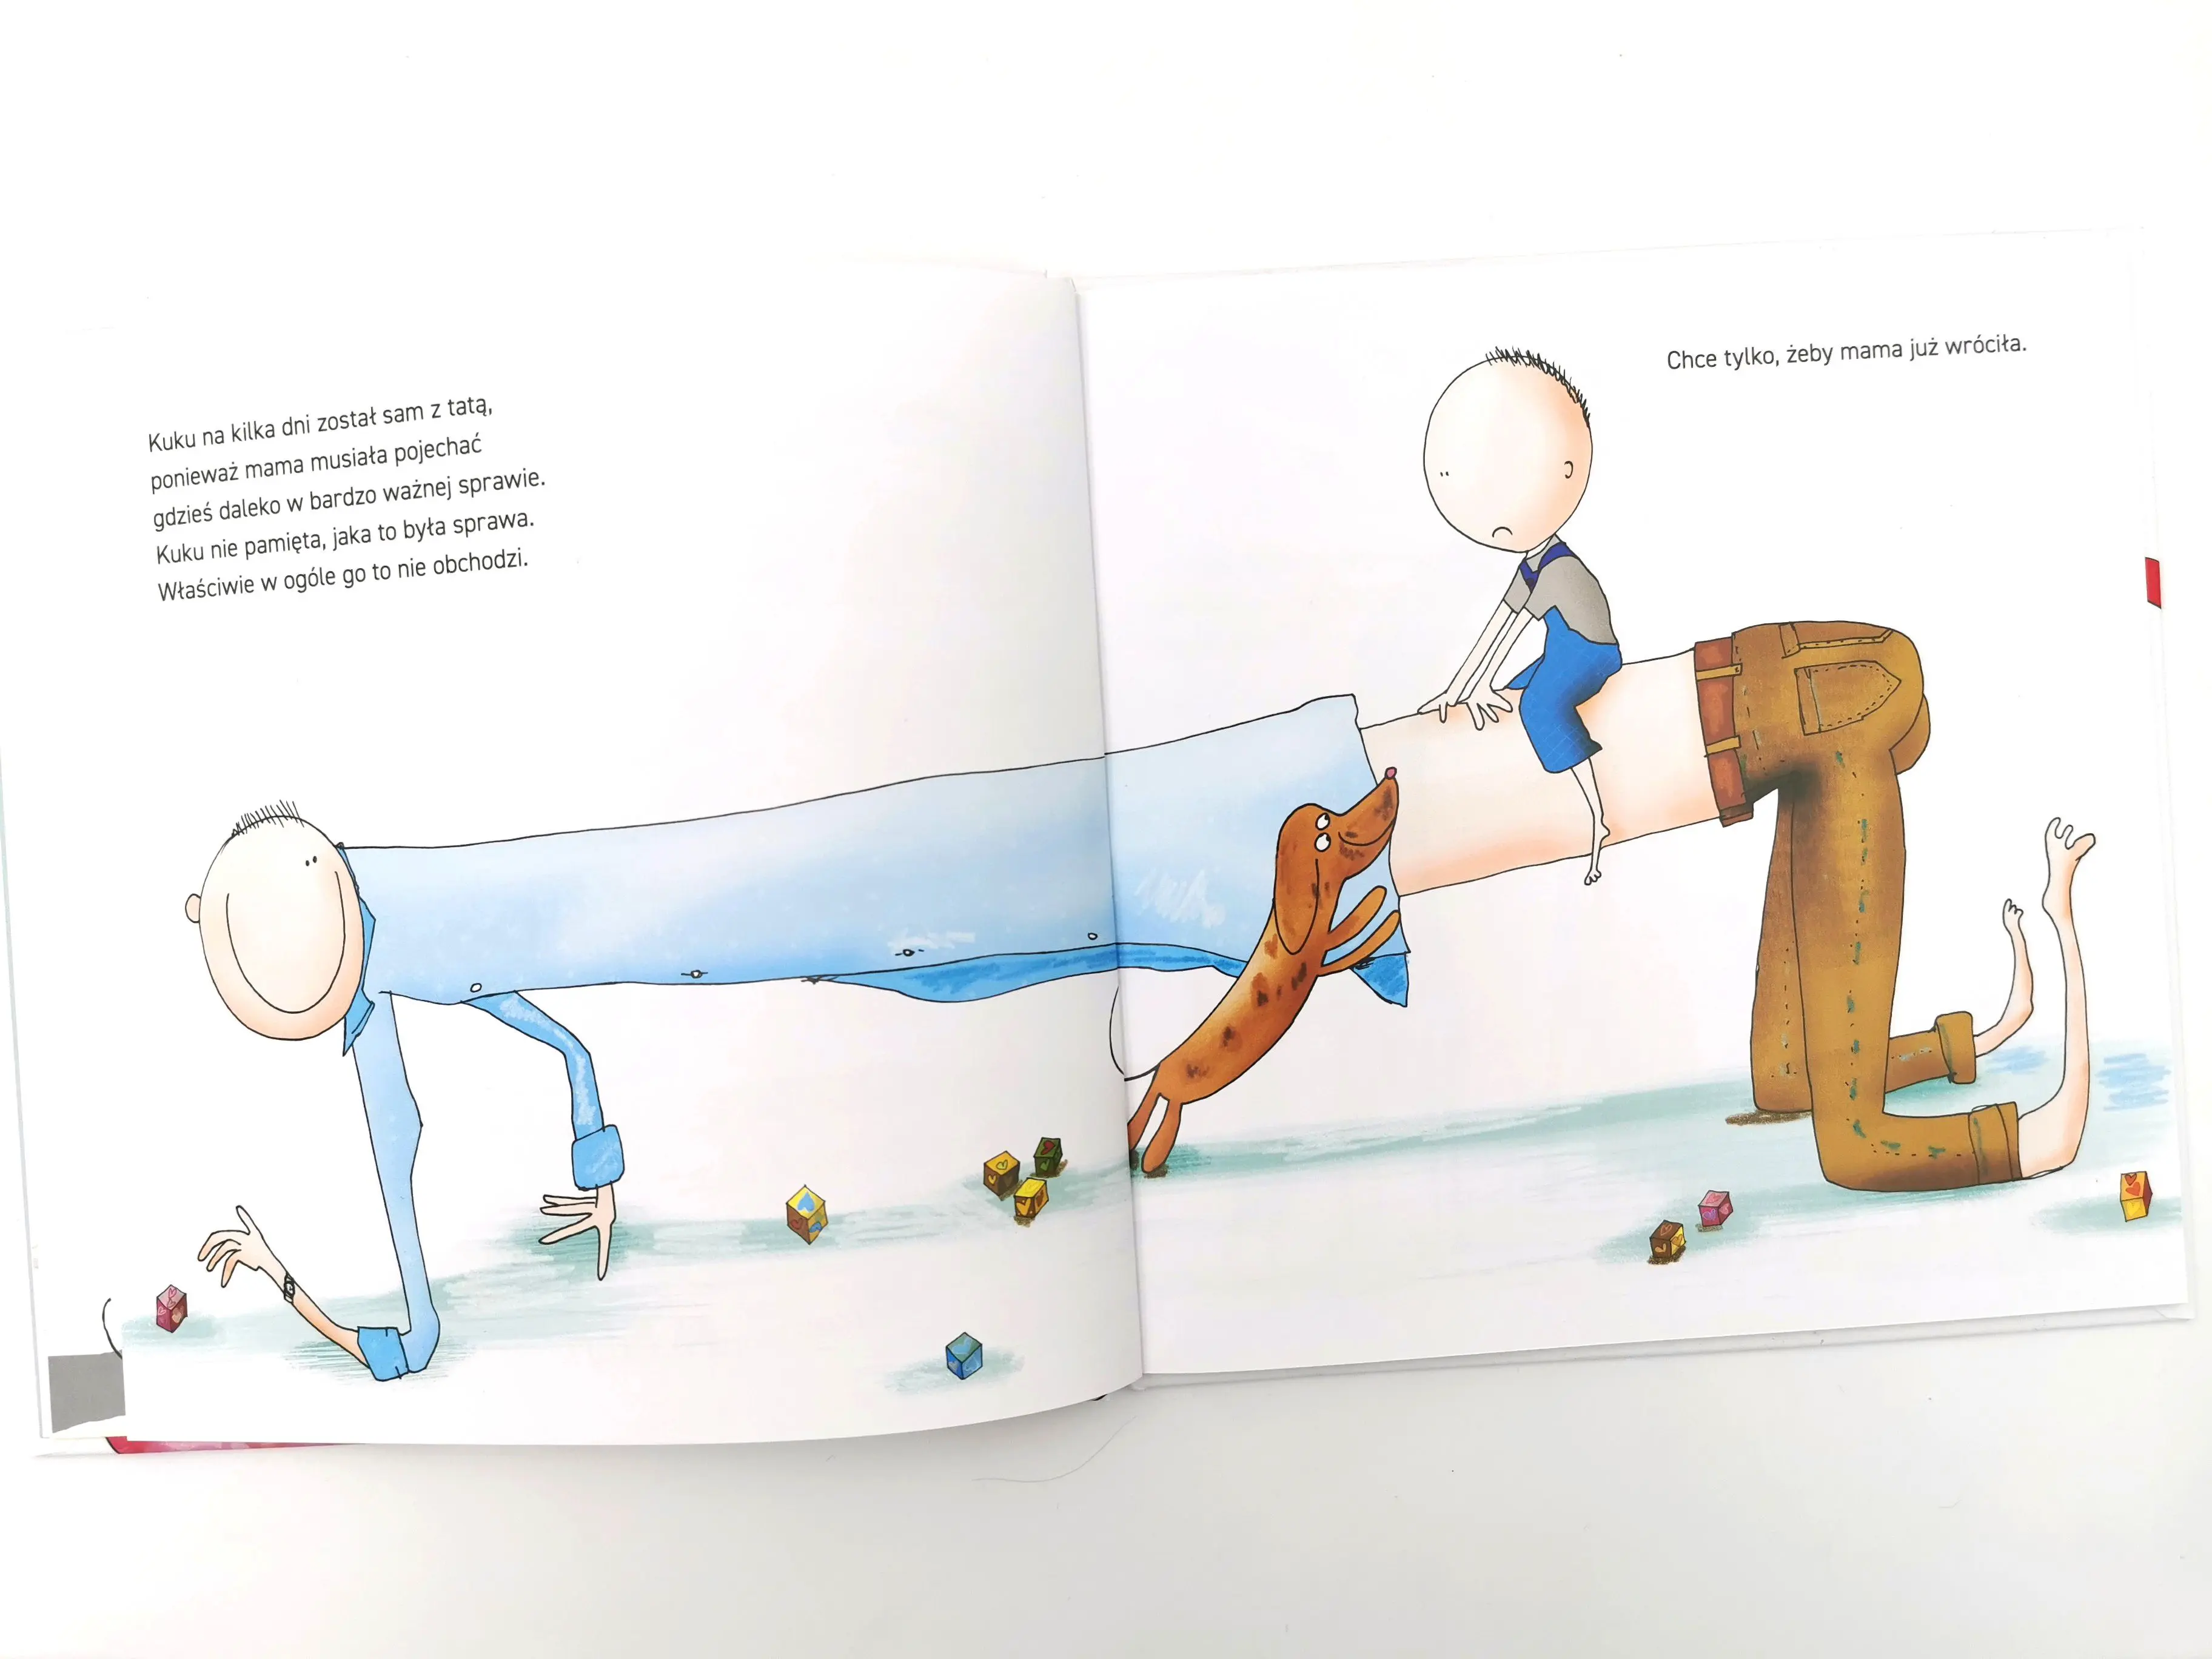 Kuku na kilka dni został sam z tatą,
ponieważ mama musiała pojechać
gdzieś daleko w bardzo ważnej sprawie.
Kuku nie pamięta, jaka to była sprawa.
Właściwie w ogóle go to nie obchodzi.
Chce tylko, żeby mama już wróciła.